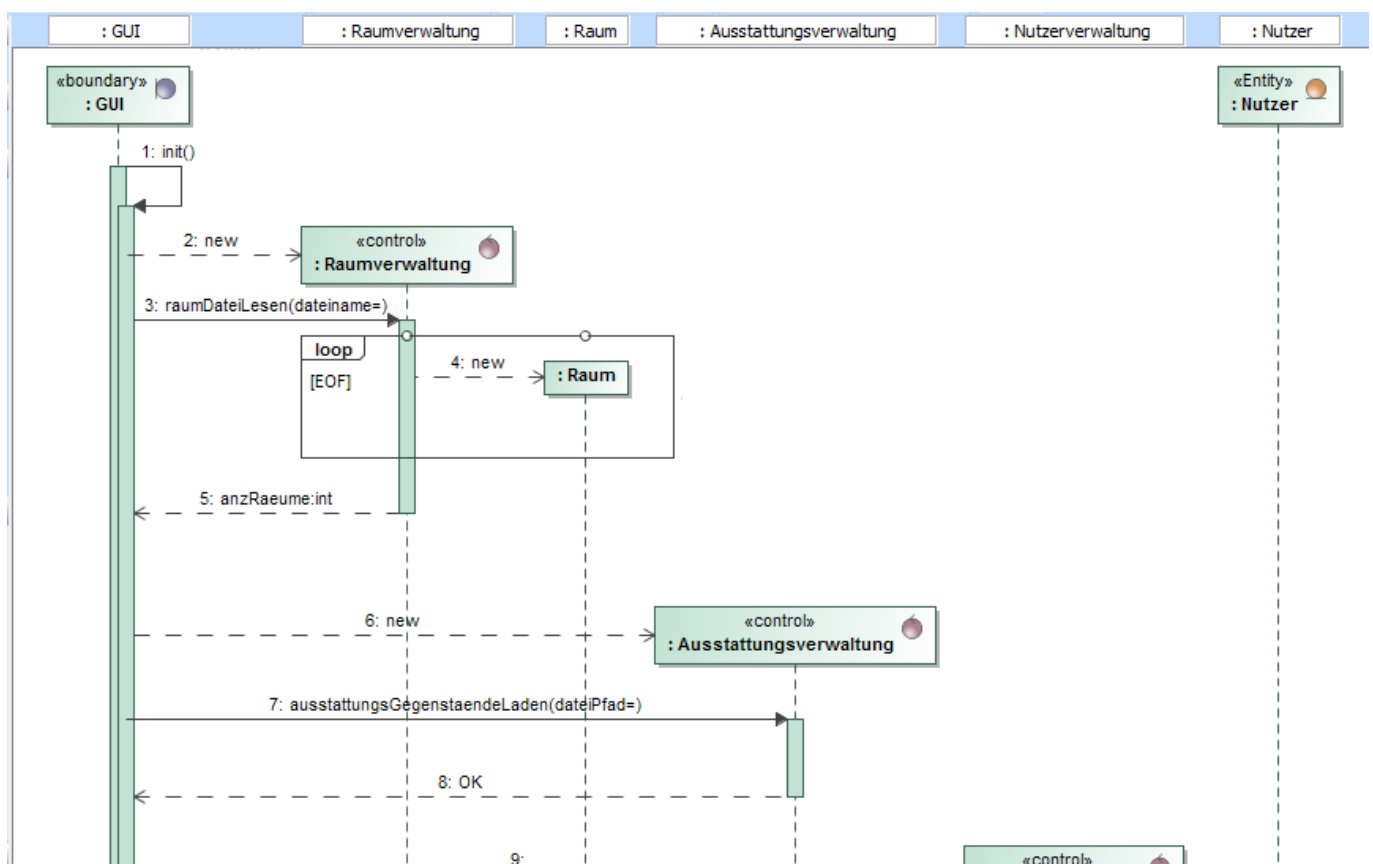 : GUI
: Raumverwaltung
: Raum
: Ausstattungsverwaltung
: Nutzerverwaltung
: Nutzer
«boundary»
: GUI
«Entity»
: Nutzer
1: init()
2: new
«control»
: Raumverwaltung
3: raumDateiLesen(dateiname=)
loop
4: new
: Raum
[EOF]
5: anzRaeume:int
6: new
«control»
: Ausstattungsverwaltung
7: ausstattungsGegenstaendeLaden(dateiPfad=)
8: OK
9:
«control»